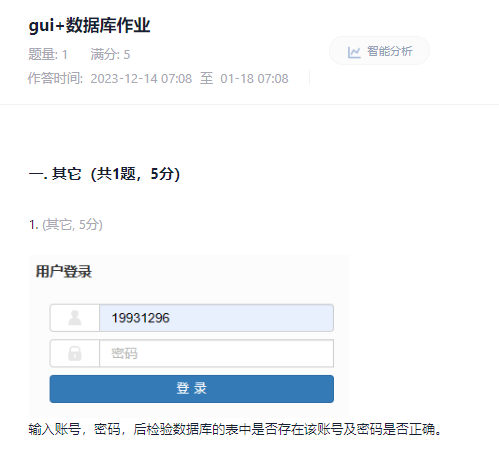 gui+数据库作业
题量: 1 满分: 5
智能分析
作答时间: 2023-12-14 07:08 至 01-18 07:08
一. 其它（共1题，5分）
1. (其它, 5分)
用户登录
19931296
密码
登 录
输入账号，密码，后检验数据库的表中是否存在该账号及密码是否正确。